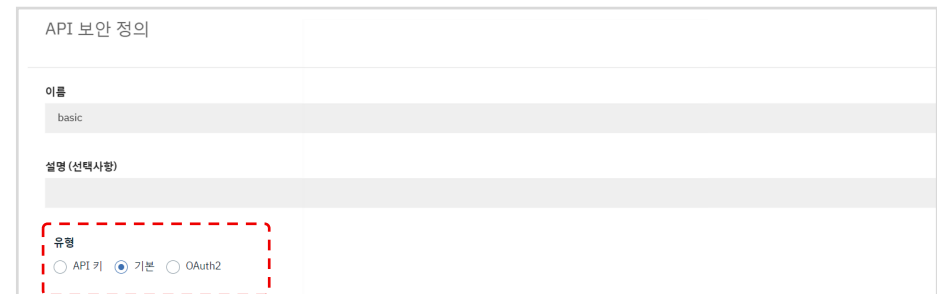 API 보안 정의
이름
basic
설명 (선택사항)
유형
API 키 기본 OAuth2